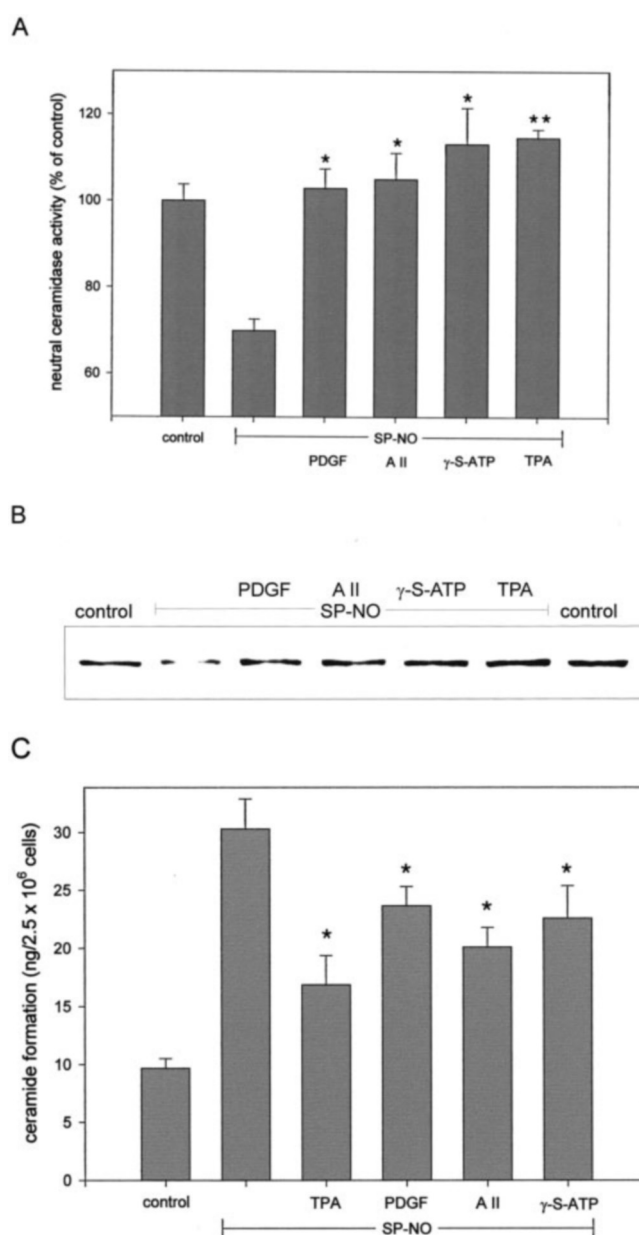 A
neutral ceramidase activity (% of control)
120
100
80
60
* * * **
control SP-NO
PDGF A II γ-S-ATP TPA
B
PDGF A II γ-S-ATP TPA
control SP-NO control
C
ceramide formation (ng/2.5 x 10⁶ cells)
30
25
20
15
10
5
0
* * * *
control TPA PDGF A II γ-S-ATP
SP-NO